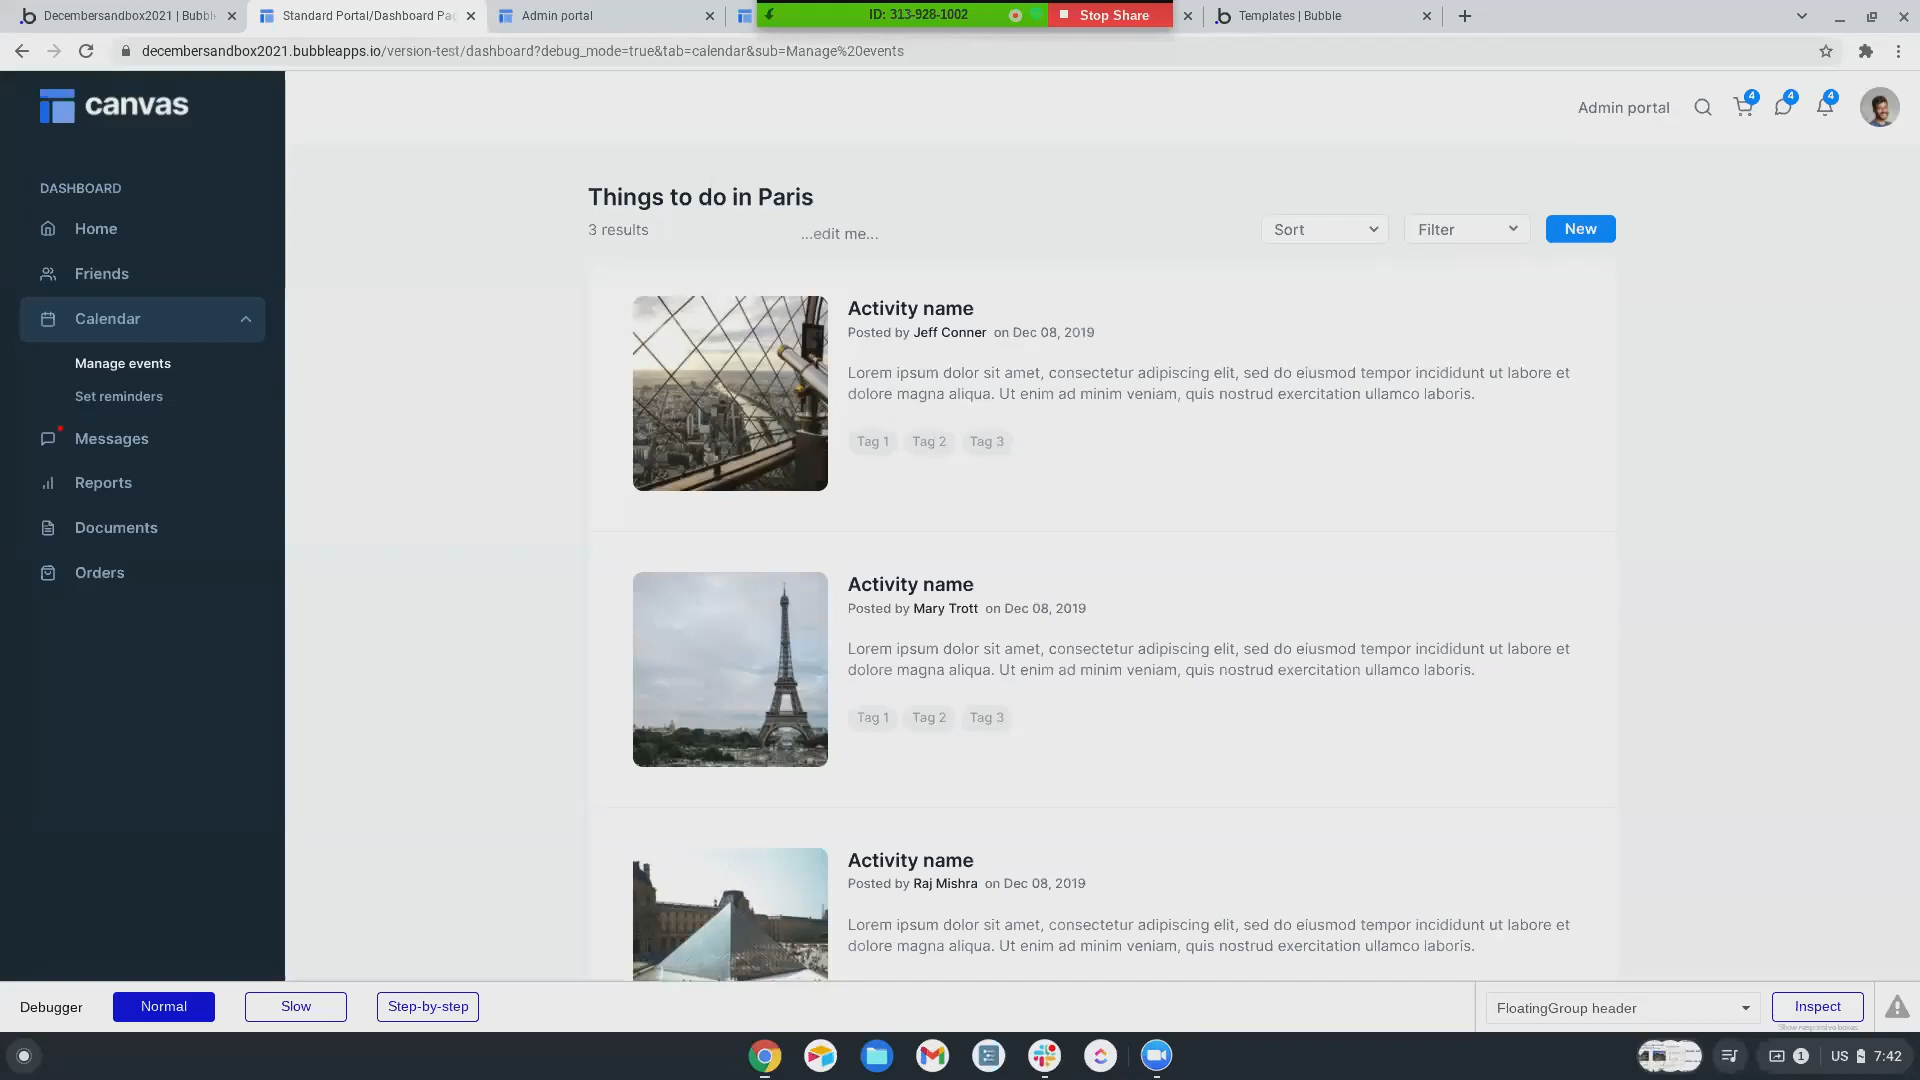 Decembersandbox2021 | Bubbl
Standard Portal/Dashboard Pag
Admin portal
ID: 313-928-1002
Stop Share
Templates | Bubble
decembersandbox2021.bubbleapps.io/version-test/dashboard?debug_mode=true&tab=calendar&sub=Manage%20events
canvas
Admin portal
4
4
4
DASHBOARD
Home
Friends
Calendar
Manage events
Set reminders
Messages
Reports
Documents
Orders
Things to do in Paris
3 results
...edit me...
Sort
Filter
New
Activity name
Posted by Jeff Conner on Dec 08, 2019
Lorem ipsum dolor sit amet, consectetur adipiscing elit, sed do eiusmod tempor incididunt ut labore et
dolore magna aliqua. Ut enim ad minim veniam, quis nostrud exercitation ullamco laboris.
Tag 1 Tag 2 Tag 3
Activity name
Posted by Mary Trott on Dec 08, 2019
Lorem ipsum dolor sit amet, consectetur adipiscing elit, sed do eiusmod tempor incididunt ut labore et
dolore magna aliqua. Ut enim ad minim veniam, quis nostrud exercitation ullamco laboris.
Tag 1 Tag 2 Tag 3
Activity name
Posted by Raj Mishra on Dec 08, 2019
Lorem ipsum dolor sit amet, consectetur adipiscing elit, sed do eiusmod tempor incididunt ut labore et
dolore magna aliqua. Ut enim ad minim veniam, quis nostrud exercitation ullamco laboris.
Debugger
Normal
Slow
Step-by-step
FloatingGroup header
Inspect
Show responsive boxes
1
US
7:42